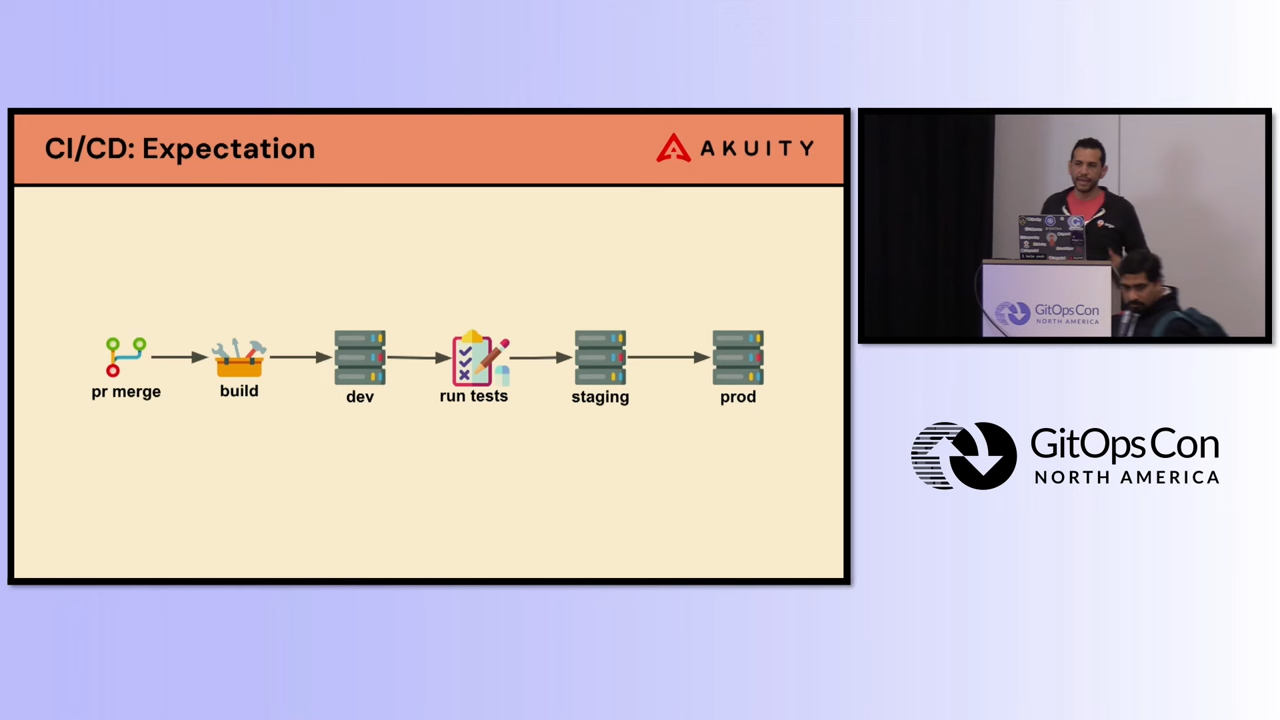 CI/CD: Expectation
AKUITY
pr merge
build
dev
run tests
staging
prod
GitOpsCon
NORTH AMERICA
GitOpsCon
NORTH AMERICA